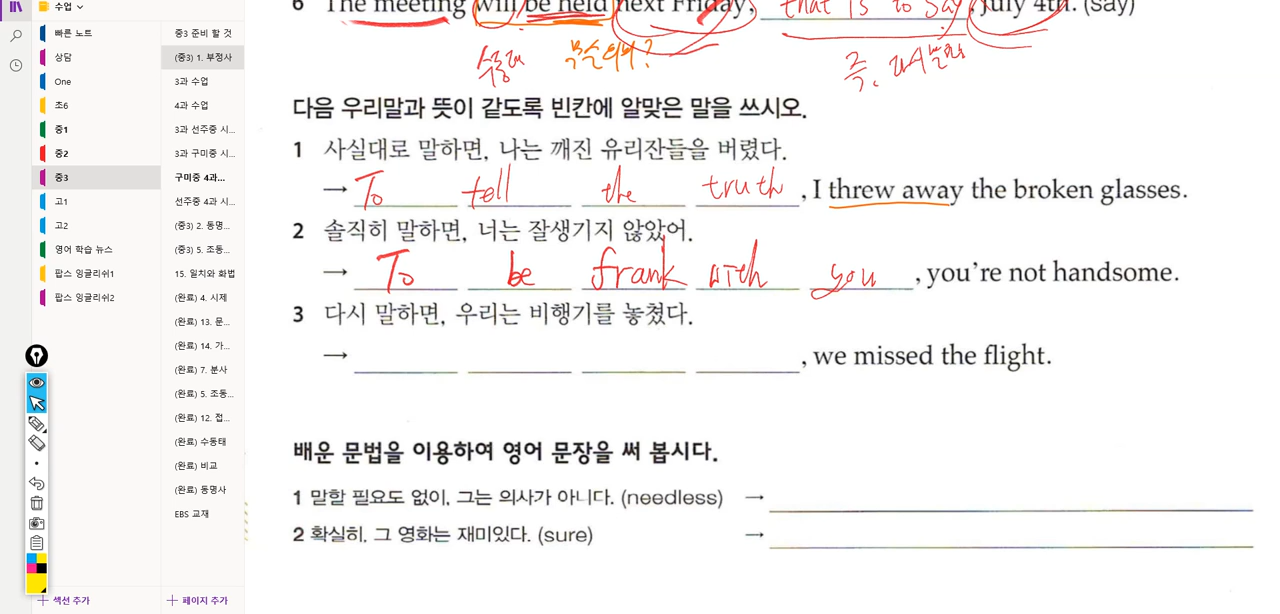 수업
빠른 노트
상담
One
초6
중1
중2
중3
고1
고2
영어 학습 뉴스
팝스 잉글리쉬1
팝스 잉글리쉬2
섹션 추가
중3 준비 할 것
(중3) 1. 부정사
3과 수업
4과 수업
3과 선주중 시...
3과 구미중 시...
구미중 4과...
선주중 4과 시...
(중3) 2. 동명...
(중3) 5. 조동...
15. 일치와 화법
(완료) 4. 시제
(완료) 13. 문...
(완료) 14. 가...
(완료) 7. 분사
(완료) 5. 조동...
(완료) 12. 접...
(완료) 수동태
(완료) 비교
(완료) 동명사
EBS 교재
페이지 추가
6 The meeting will be held next Friday, that is to say, July 4th. (say)
수동태
즉, 다시 말해
다음 우리말과 뜻이 같도록 빈칸에 알맞은 말을 쓰시오.
1 사실대로 말하면, 나는 깨진 유리잔들을 버렸다.
→ To tell the truth, I threw away the broken glasses.
2 솔직히 말하면, 너는 잘생기지 않았어.
→ To be frank with you, you're not handsome.
3 다시 말하면, 우리는 비행기를 놓쳤다.
→ , we missed the flight.
배운 문법을 이용하여 영어 문장을 써 봅시다.
1 말할 필요도 없이, 그는 의사가 아니다. (needless) →
2 확실히, 그 영화는 재미있다. (sure) →